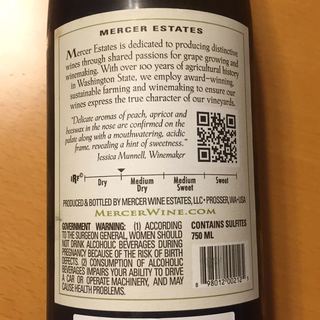 MERCER ESTATES
Mercer Estates is dedicated to producing distinctive
wines through shared passions for grape growing and
winemaking. With over 100 years of agricultural history
in Washington State, we employ award-winning,
sustainable farming and winemaking to ensure our
wines express the true character of our vineyards.
"Delicate aromas of peach, apricot and
beeswax in the nose are confirmed on the
palate along with a mouthwatering, acidic
frame, revealing a hint of sweetness."
Jessica Munnell, Winemaker
IRF
Dry
Medium
Dry
Medium
Sweet
Sweet
PRODUCED & BOTTLED BY MERCER WINE ESTATES, LLC • PROSSER, WA • USA
MERCERWINE.COM
GOVERNMENT WARNING: (1) ACCORDING
TO THE SURGEON GENERAL, WOMEN SHOULD
NOT DRINK ALCOHOLIC BEVERAGES DURING
PREGNANCY BECAUSE OF THE RISK OF BIRTH
DEFECTS. (2) CONSUMPTION OF ALCOHOLIC
BEVERAGES IMPAIRS YOUR ABILITY TO DRIVE
A CAR OR OPERATE MACHINERY, AND MAY
CAUSE HEALTH PROBLEMS.
CONTAINS SULFITES
750 ML